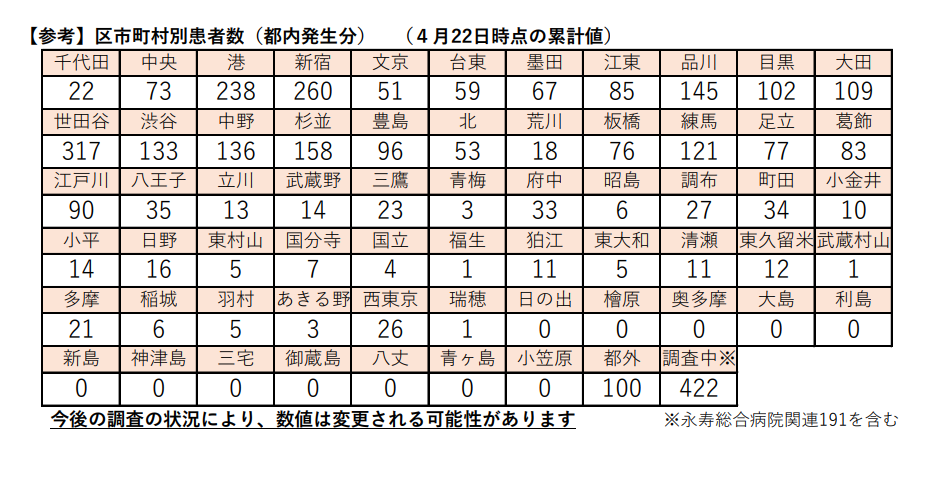 【参考】区市町村別患者数（都内発生分）　（４月22日時点の累計値）
千代田 中央 港 新宿 文京 台東 墨田 江東 品川 目黒 大田
22 73 238 260 51 59 67 85 145 102 109
世田谷 渋谷 中野 杉並 豊島 北 荒川 板橋 練馬 足立 葛飾
317 133 136 158 96 53 18 76 121 77 83
江戸川 八王子 立川 武蔵野 三鷹 青梅 府中 昭島 調布 町田 小金井
90 35 13 14 23 3 33 6 27 34 10
小平 日野 東村山 国分寺 国立 福生 狛江 東大和 清瀬 東久留米 武蔵村山
14 16 5 7 4 1 11 5 11 12 1
多摩 稲城 羽村 あきる野 西東京 瑞穂 日の出 檜原 奥多摩 大島 利島
21 6 5 3 26 1 0 0 0 0 0
新島 神津島 三宅 御蔵島 八丈 青ヶ島 小笠原 都外 調査中※
0 0 0 0 0 0 0 100 422
今後の調査の状況により、数値は変更される可能性があります
※永寿総合病院関連191を含む